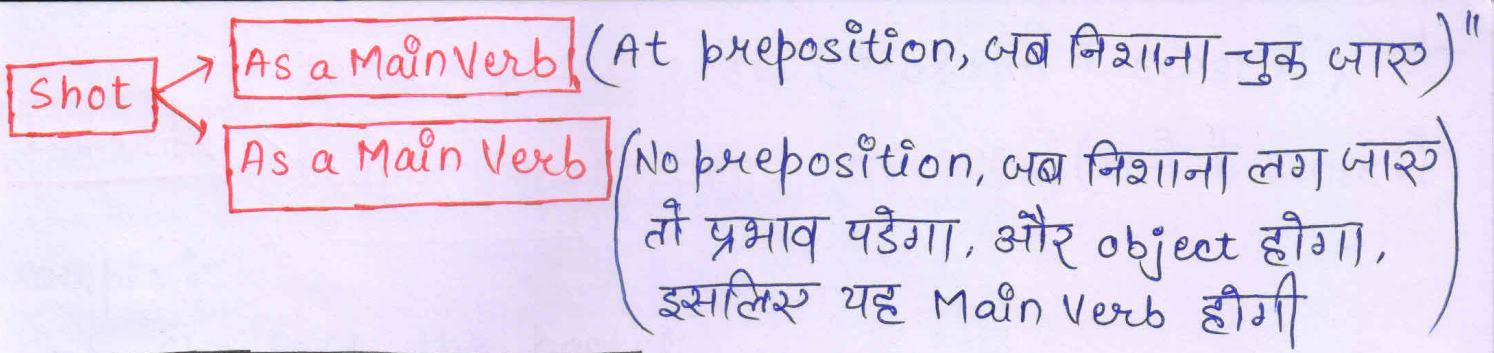 Shot
As a Main Verb (At preposition, जब निशाना चुक जाए)"
As a Main Verb (No preposition, जब निशाना लग जाए
तो प्रभाव पडेगा, और object होगा,
इसलिए यह Main Verb होगी)